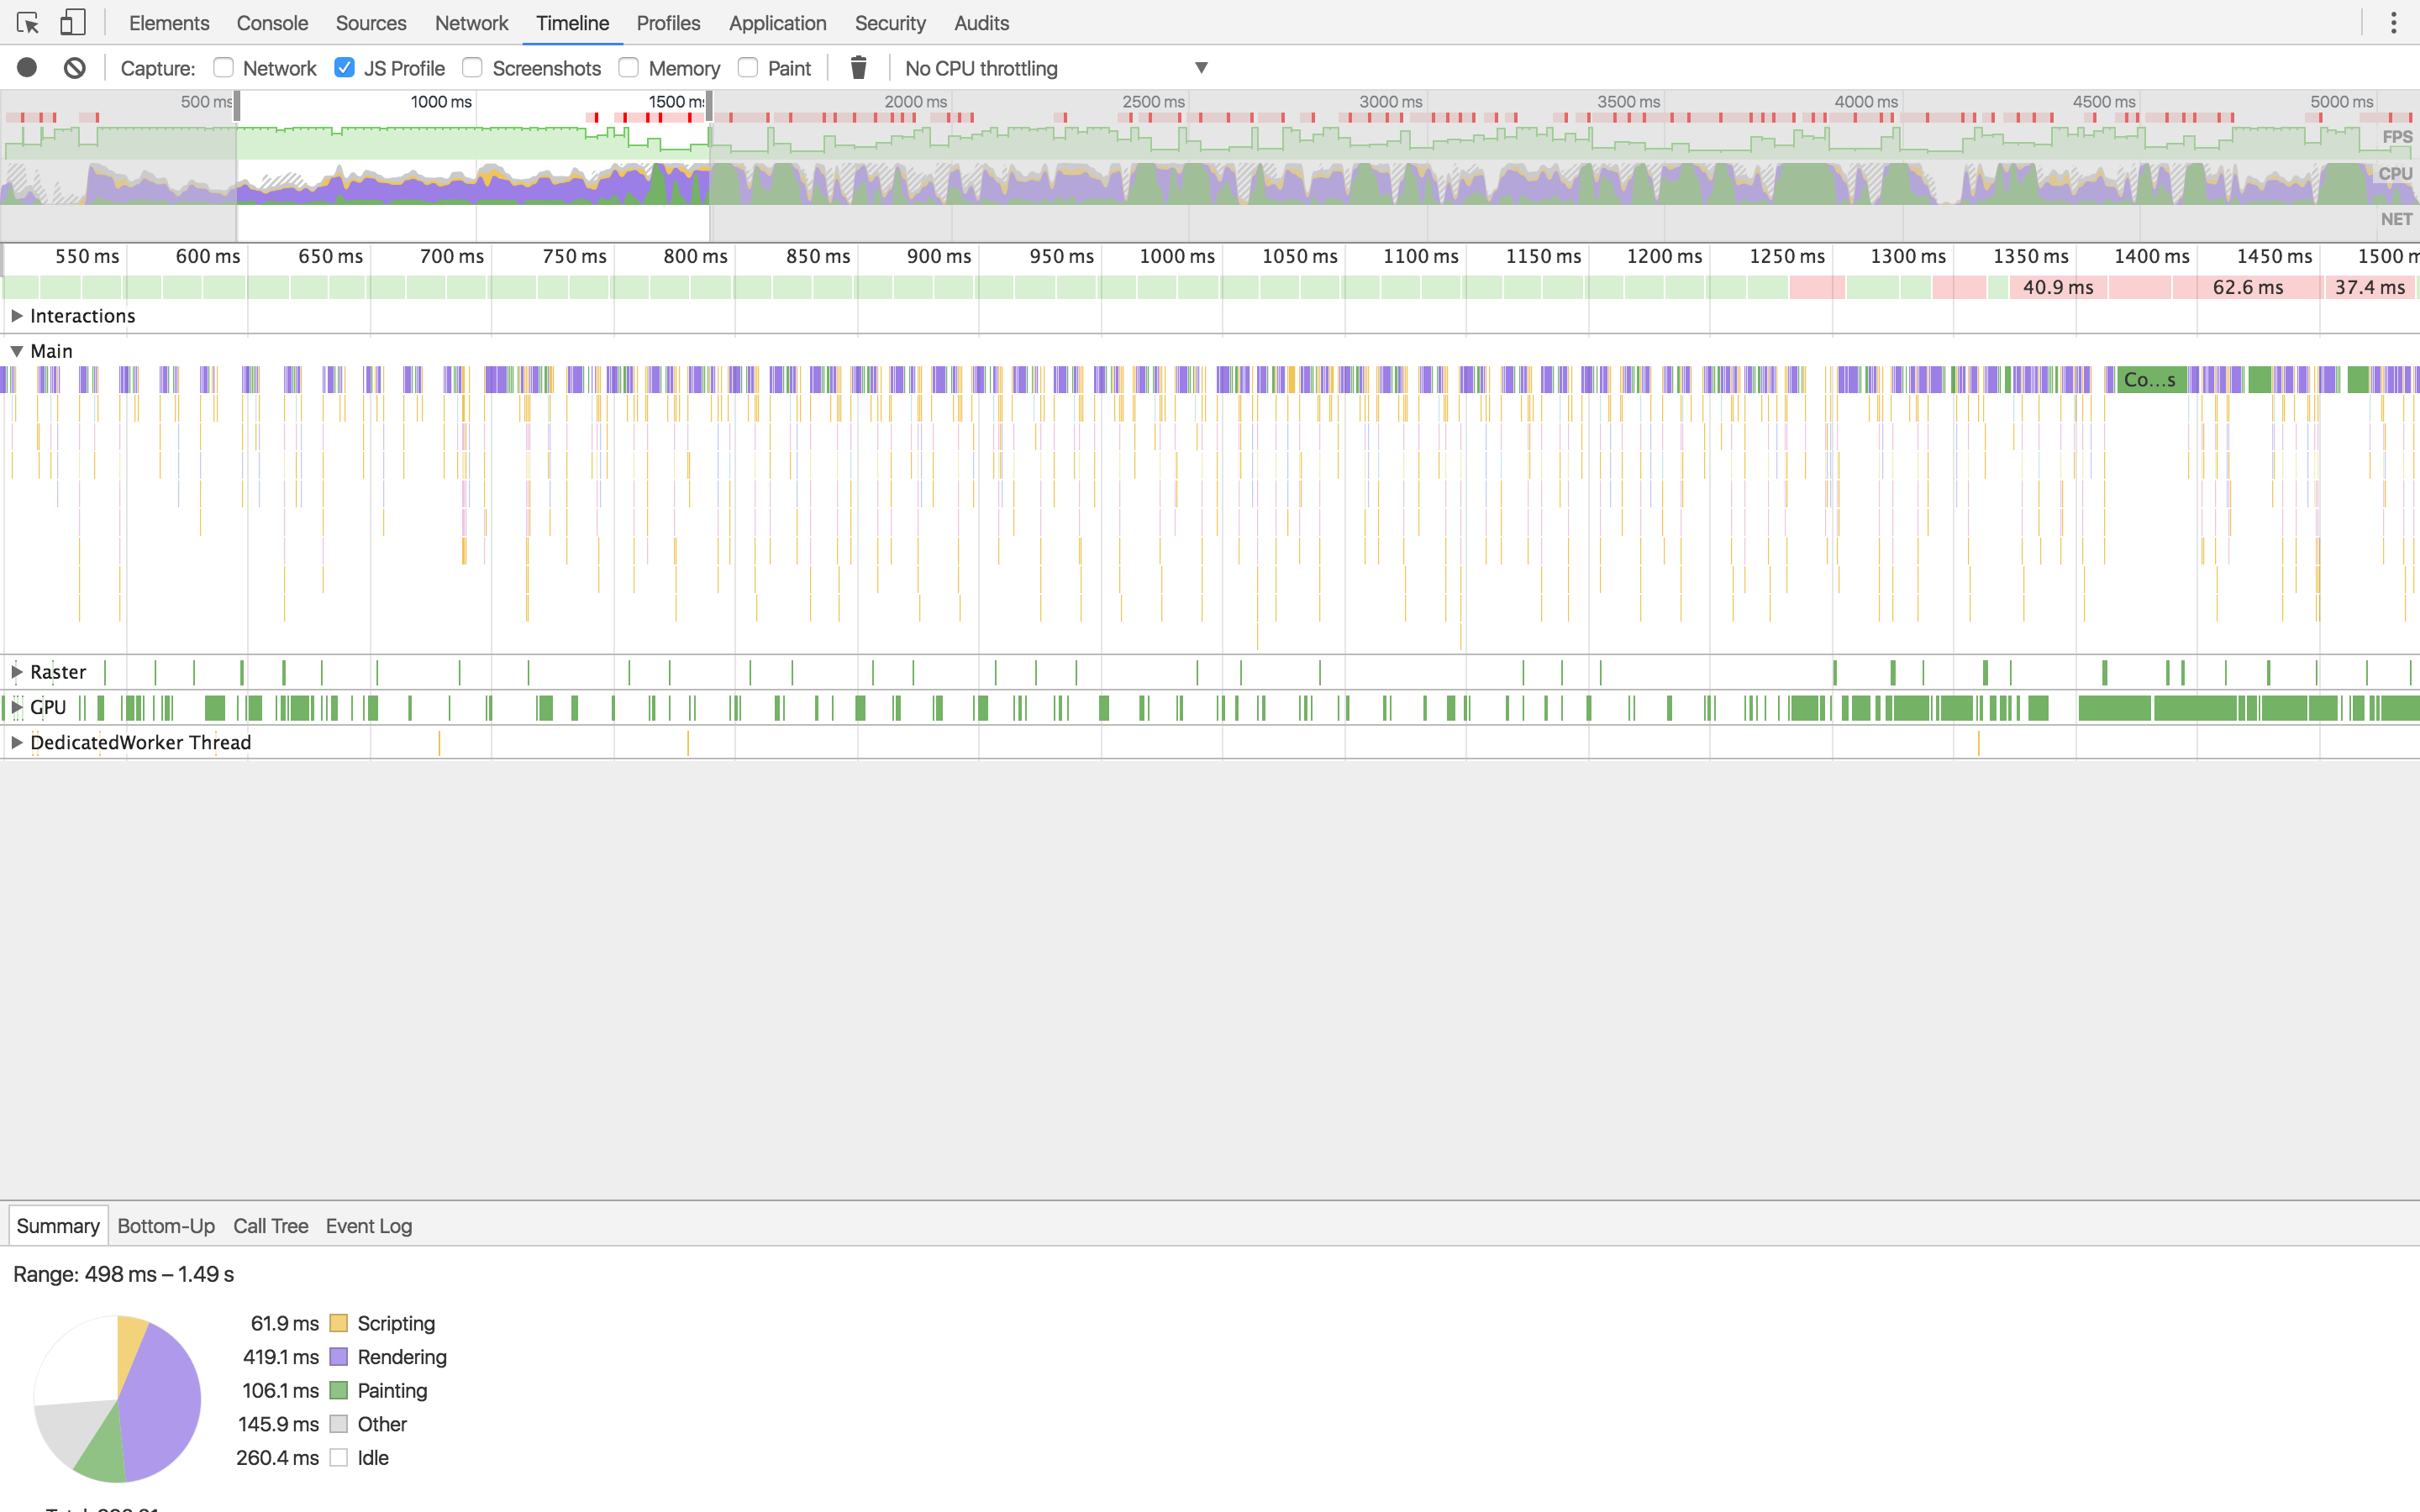 Elements Console Sources Network Timeline Profiles Application Security Audits
Capture: Network JS Profile Screenshots Memory Paint No CPU throttling
500 ms 1000 ms 1500 ms 2000 ms 2500 ms 3000 ms 3500 ms 4000 ms 4500 ms 5000 ms
FPS
CPU
NET
550 ms 600 ms 650 ms 700 ms 750 ms 800 ms 850 ms 900 ms 950 ms 1000 ms 1050 ms 1100 ms 1150 ms 1200 ms 1250 ms 1300 ms 1350 ms 1400 ms 1450 ms 1500 m
40.9 ms 62.6 ms 37.4 ms
Interactions
Main
Co...s
Raster
GPU
DedicatedWorker Thread
Summary Bottom-Up Call Tree Event Log
Range: 498 ms – 1.49 s
61.9 ms Scripting
419.1 ms Rendering
106.1 ms Painting
145.9 ms Other
260.4 ms Idle